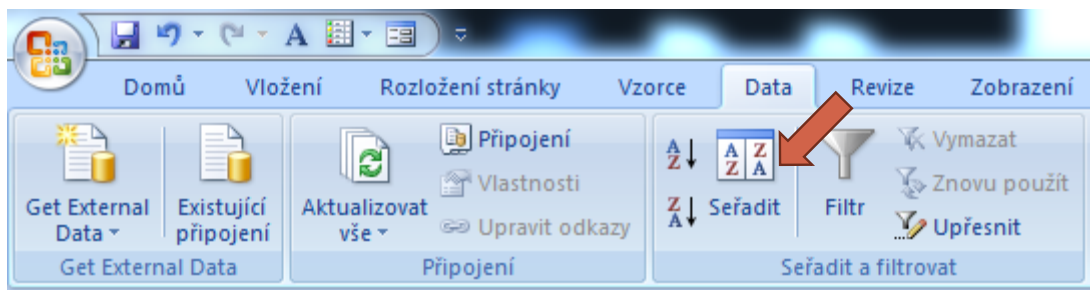 Domů Vložení Rozložení stránky Vzorce Data Revize Zobrazení
Get External
Data
Existující
připojení
Get External Data
Aktualizovat
vše
Připojení
Vlastnosti
Upravit odkazy
Připojení
A
Z
Z
A
A Z
Z A
Seřadit
Filtr
Vymazat
Znovu použít
Upřesnit
Seřadit a filtrovat
A